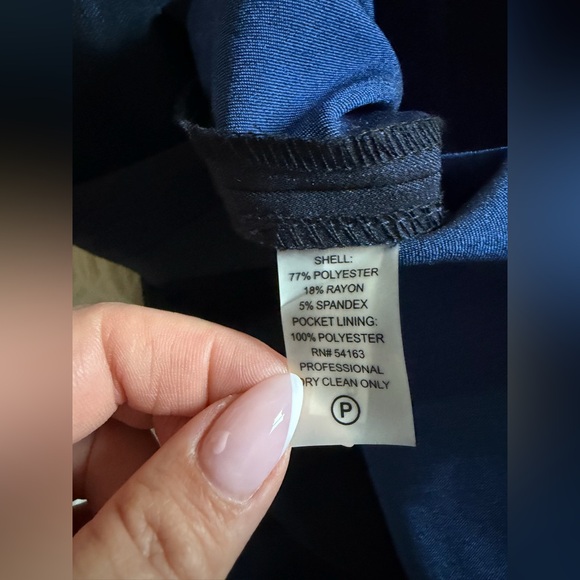 SHELL:
77% POLYESTER
18% RAYON
5% SPANDEX
POCKET LINING:
100% POLYESTER
RN# 54163
PROFESSIONAL
DRY CLEAN ONLY
P